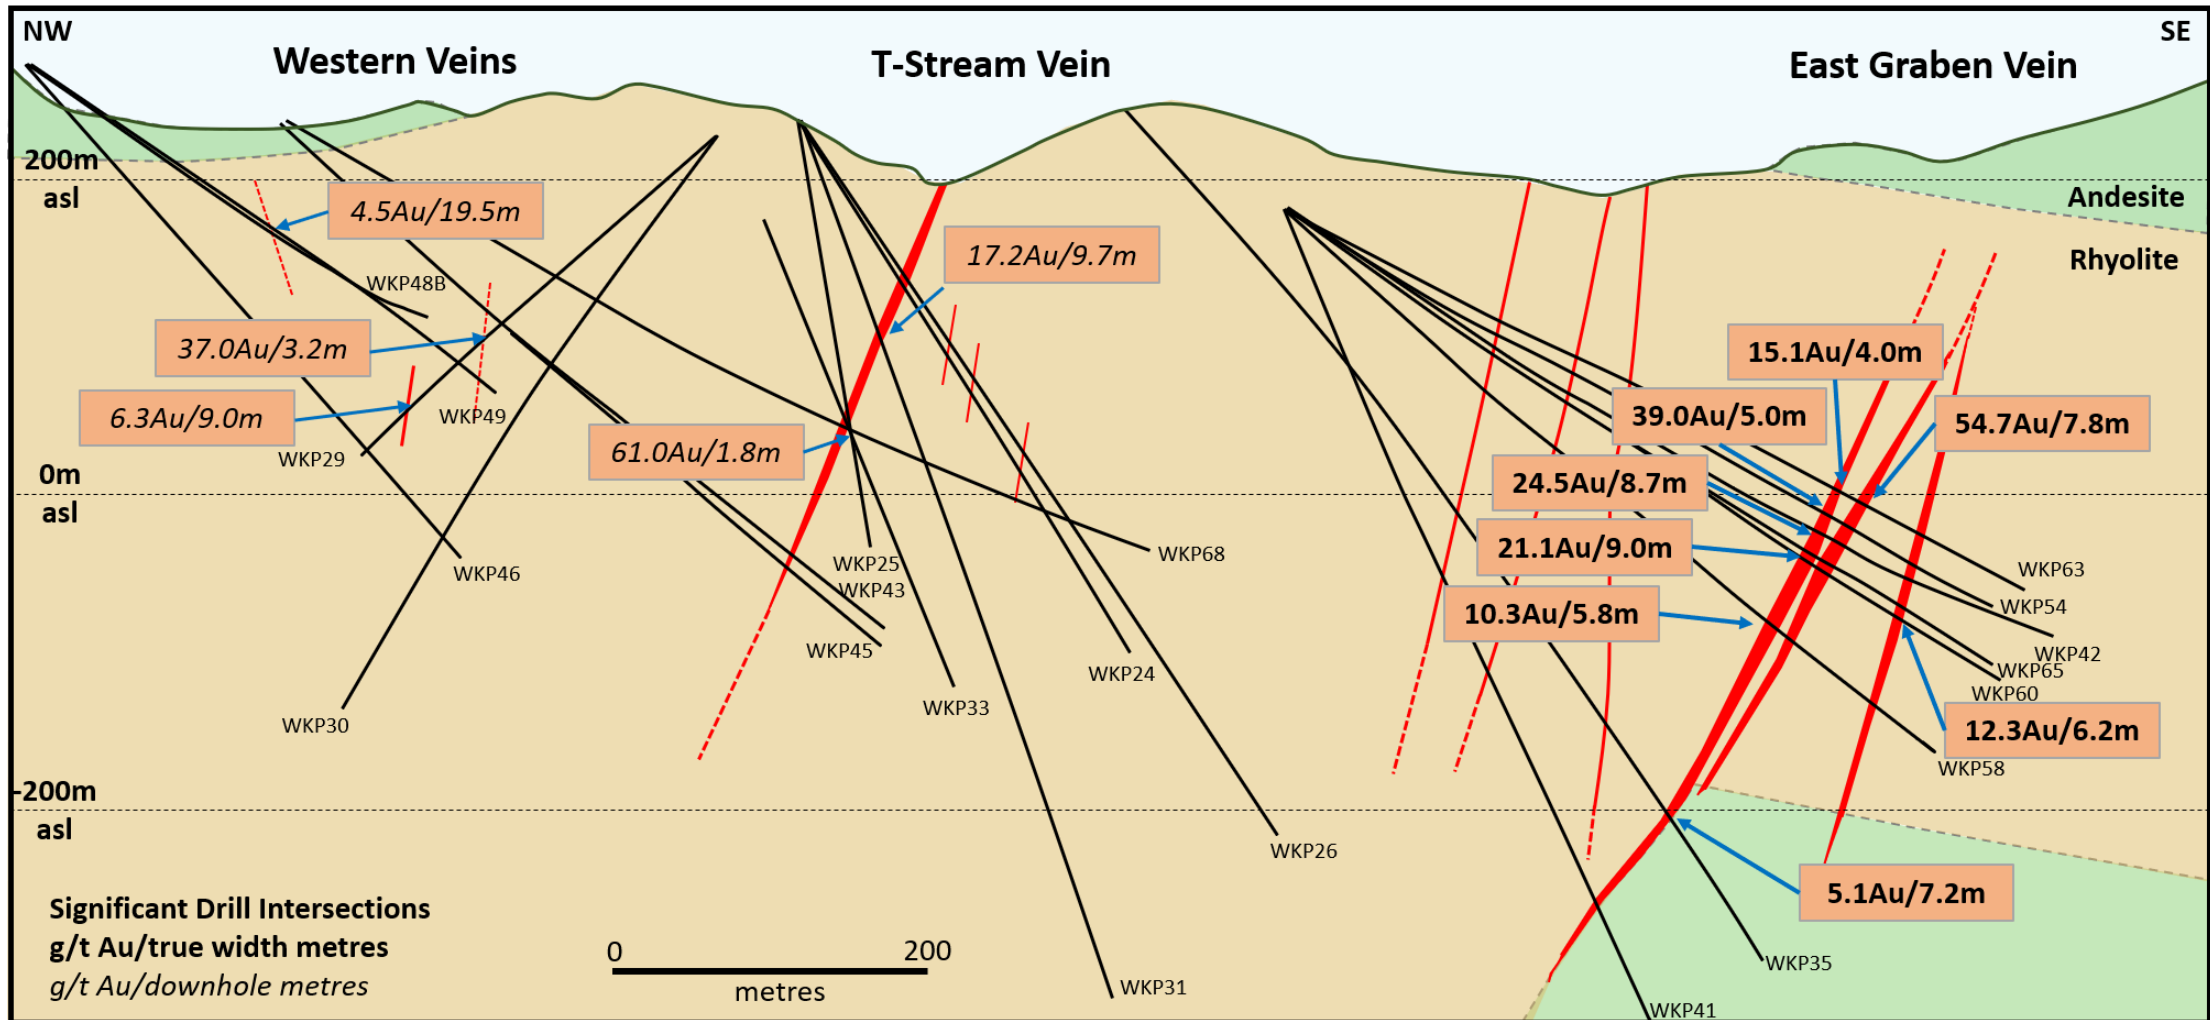 NW
SE
Western Veins
T-Stream Vein
East Graben Vein
200m
asl
Andesite
Rhyolite
4.5Au/19.5m
17.2Au/9.7m
WKP48B
37.0Au/3.2m
15.1Au/4.0m
6.3Au/9.0m
WKP49
39.0Au/5.0m
54.7Au/7.8m
WKP29
61.0Au/1.8m
0m
asl
24.5Au/8.7m
21.1Au/9.0m
WKP46
WKP25
WKP68
WKP43
WKP63
WKP54
10.3Au/5.8m
WKP45
WKP24
WKP42
WKP65
WKP60
WKP33
WKP30
12.3Au/6.2m
WKP58
-200m
asl
WKP26
5.1Au/7.2m
Significant Drill Intersections
g/t Au/true width metres
g/t Au/downhole metres
0 200
metres
WKP31
WKP35
WKP41